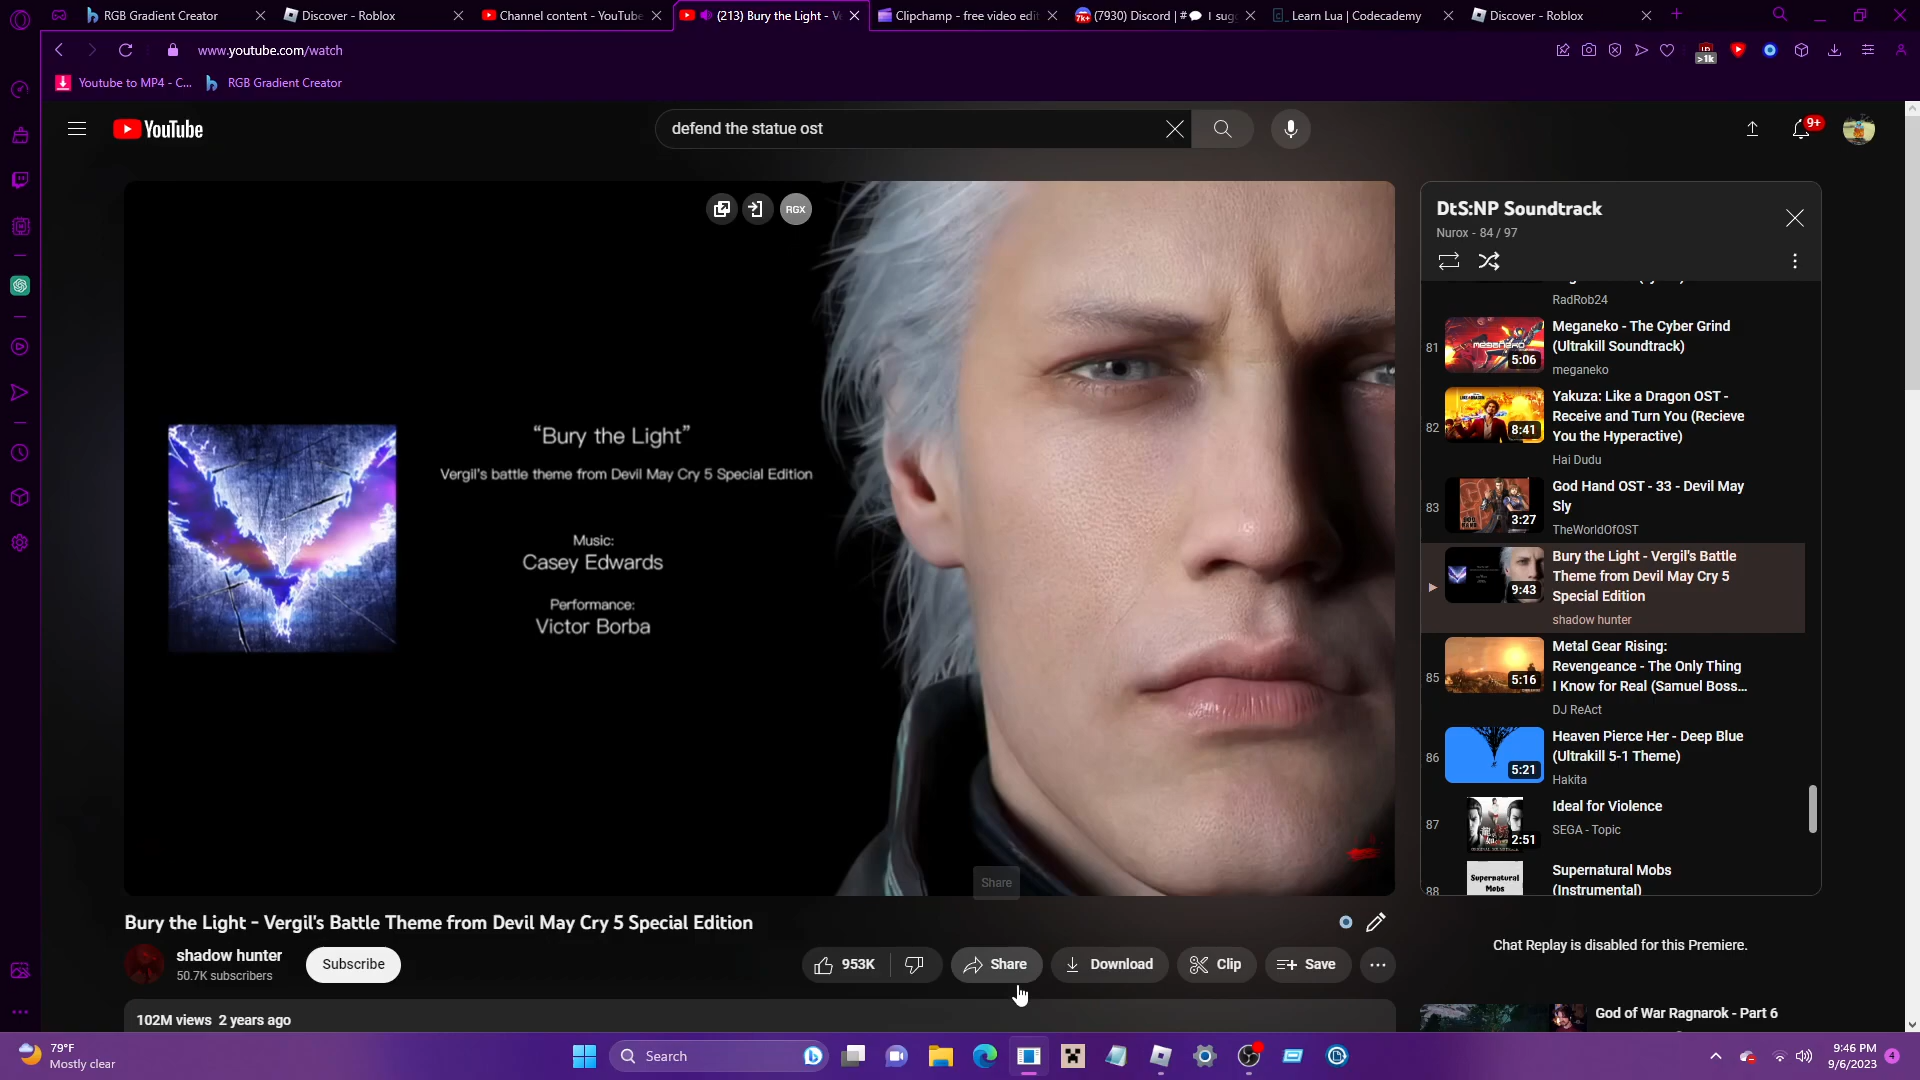 RGB Gradient Creator
Discover - Roblox
Channel content - YouTube
(213) Bury the Light - V
Clipchamp - free video edit
(7930) Discord | #
I sug
Learn Lua | Codecademy
Discover - Roblox
www.youtube.com/watch
>1k
Youtube to MP4 - C...
RGB Gradient Creator
YouTube
defend the statue ost
9+
RGX
"Bury the Light"
Vergil's battle theme from Devil May Cry 5 Special Edition
Music:
Casey Edwards
Performance:
Victor Borba
Share
DtS:NP Soundtrack
Nurox - 84 / 97
RadRob24
81
5:06
Meganeko - The Cyber Grind
(Ultrakill Soundtrack)
meganeko
82
8:41
Yakuza: Like a Dragon OST -
Receive and Turn You (Recieve
You the Hyperactive)
Hai Dudu
83
3:27
God Hand OST - 33 - Devil May
Sly
TheWorldOfOST
9:43
Bury the Light - Vergil's Battle
Theme from Devil May Cry 5
Special Edition
shadow hunter
85
5:16
Metal Gear Rising:
Revengeance - The Only Thing
I Know for Real (Samuel Boss...
DJ ReAct
86
5:21
Heaven Pierce Her - Deep Blue
(Ultrakill 5-1 Theme)
Hakita
87
2:51
Ideal for Violence
SEGA - Topic
88
Supernatural
Mobs
Supernatural Mobs
(Instrumental)
Bury the Light - Vergil's Battle Theme from Devil May Cry 5 Special Edition
shadow hunter
50.7K subscribers
Subscribe
953K
Share
Download
Clip
Save
102M views 2 years ago
Chat Replay is disabled for this Premiere.
God of War Ragnarok - Part 6
79°F
Mostly clear
Search
9:46 PM
9/6/2023
4